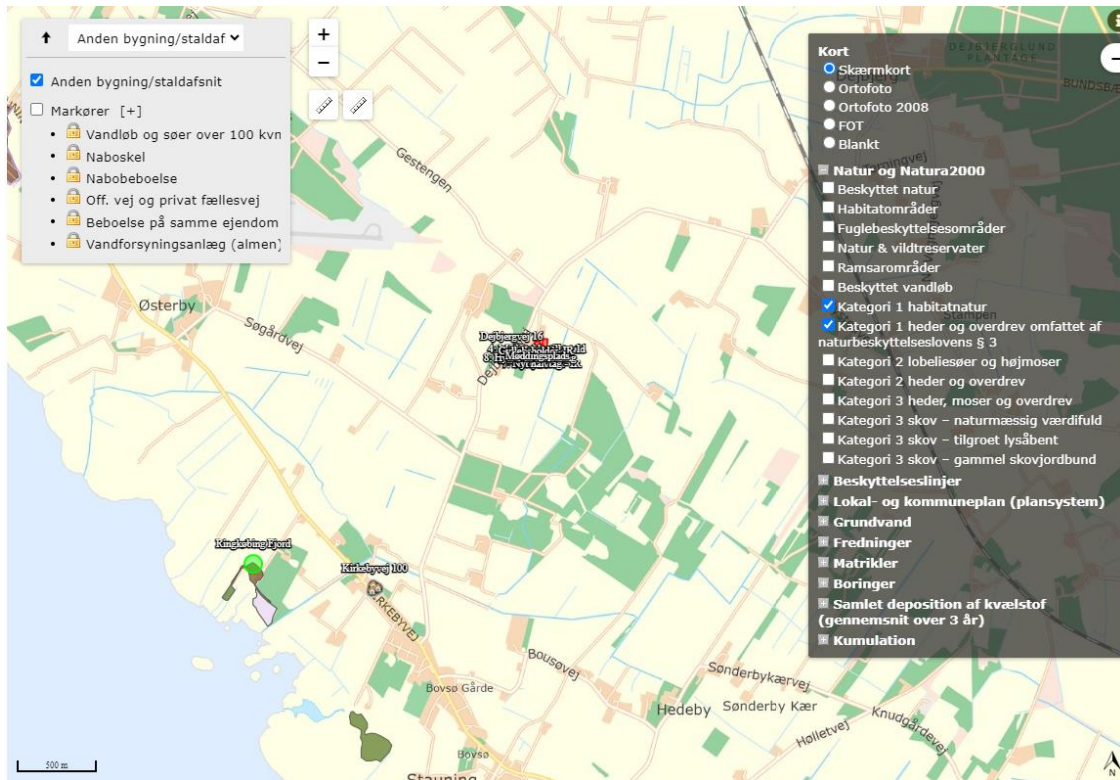 Anden bygning/staldaf
Anden bygning/staldafsnit
Markører [+]
Vandløb og søer over 100 kvn
Naboskel
Nabobeboelse
Off. vej og privat fællesvej
Beboelse på samme ejendom
Vandforsyningsanlæg (almen)
+
−
Kort
Skærmkort
Ortofoto
Ortofoto 2008
FOT
Blankt
Natur og Natura2000
Beskyttet natur
Habitatområder
Fuglebeskyttelsesområder
Natur & vildtreservater
Ramsarområder
Beskyttet vandløb
Kategori 1 habitatnatur
Kategori 1 heder og overdrev omfattet af
naturbeskyttelseslovens § 3
Kategori 2 lobeliesøer og højmoser
Kategori 2 heder og overdrev
Kategori 3 heder, moser og overdrev
Kategori 3 skov – naturmæssig værdifuld
Kategori 3 skov – tilgroet lysåbent
Kategori 3 skov – gammel skovjordbund
Beskyttelseslinjer
Lokal- og kommuneplan (plansystem)
Grundvand
Fredninger
Matrikler
Boringer
Samlet deposition af kvælstof
(gennemsnit over 3 år)
Kumulation
DEJBJERGLUND
PLANTAGE
Dejbjerg
Gestengen
Østerby
Søgårdvej
Dejbjergvej 16
Møddingsplads
Stampen
Ringkøbing Fjord
Kirkebyvej 100
Bousøvej
Bovsø Gårde
Sønderbykærvej
Hedeby
Sønderby Kær
Knudgårdevej
Hølletvej
Bovsø
Stauning
500 m